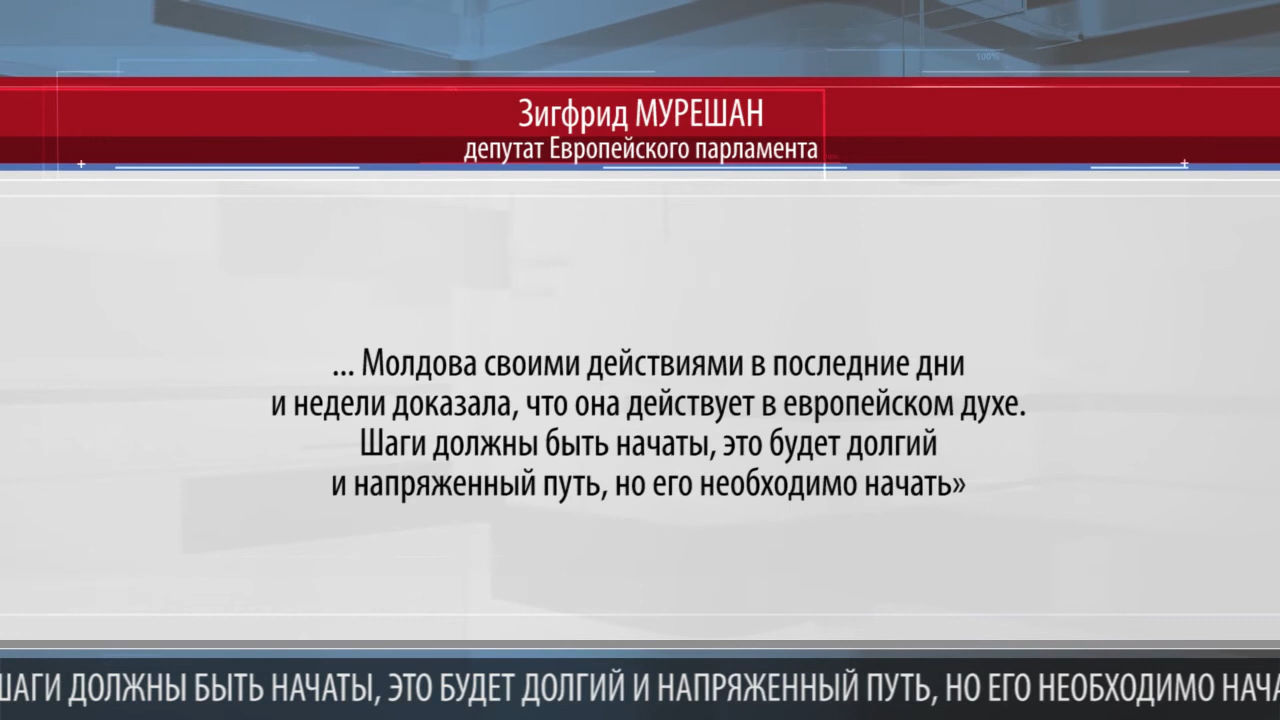 100%
Зигфрид МУРЕШАН
депутат Европейского парламента
... Молдова своими действиями в последние дни
и недели доказала, что она действует в европейском духе.
Шаги должны быть начаты, это будет долгий
и напряженный путь, но его необходимо начать»
ШАГИ ДОЛЖНЫ БЫТЬ НАЧАТЫ, ЭТО БУДЕТ ДОЛГИЙ И НАПРЯЖЕННЫЙ ПУТЬ, НО ЕГО НЕОБХОДИМО НАЧА